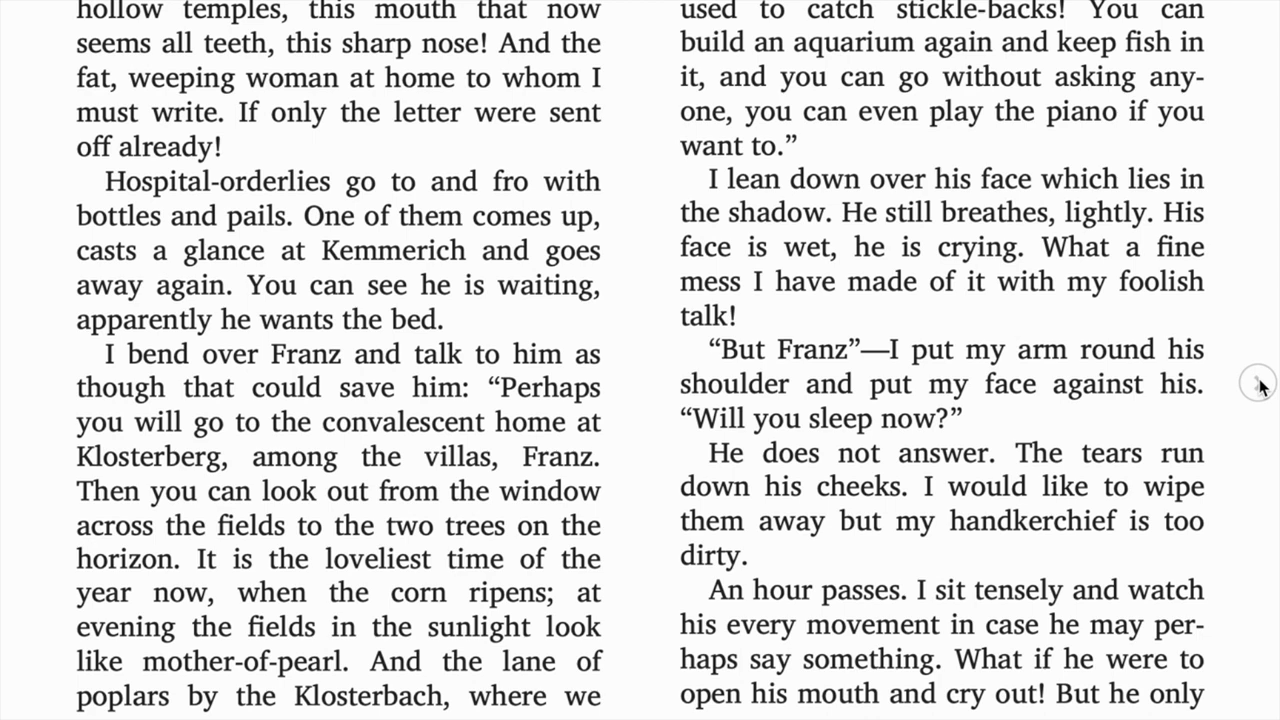 hollow temples, this mouth that now
seems all teeth, this sharp nose! And the
fat, weeping woman at home to whom I
must write. If only the letter were sent
off already!
Hospital-orderlies go to and fro with
bottles and pails. One of them comes up,
casts a glance at Kemmerich and goes
away again. You can see he is waiting,
apparently he wants the bed.
I bend over Franz and talk to him as
though that could save him: “Perhaps
you will go to the convalescent home at
Klosterberg, among the villas, Franz.
Then you can look out from the window
across the fields to the two trees on the
horizon. It is the loveliest time of the
year now, when the corn ripens; at
evening the fields in the sunlight look
like mother-of-pearl. And the lane of
poplars by the Klosterbach, where we
used to catch stickle-backs! You can
build an aquarium again and keep fish in
it, and you can go without asking any-
one, you can even play the piano if you
want to.”
I lean down over his face which lies in
the shadow. He still breathes, lightly. His
face is wet, he is crying. What a fine
mess I have made of it with my foolish
talk!
“But Franz”—I put my arm round his
shoulder and put my face against his.
“Will you sleep now?”
He does not answer. The tears run
down his cheeks. I would like to wipe
them away but my handkerchief is too
dirty.
An hour passes. I sit tensely and watch
his every movement in case he may per-
haps say something. What if he were to
open his mouth and cry out! But he only